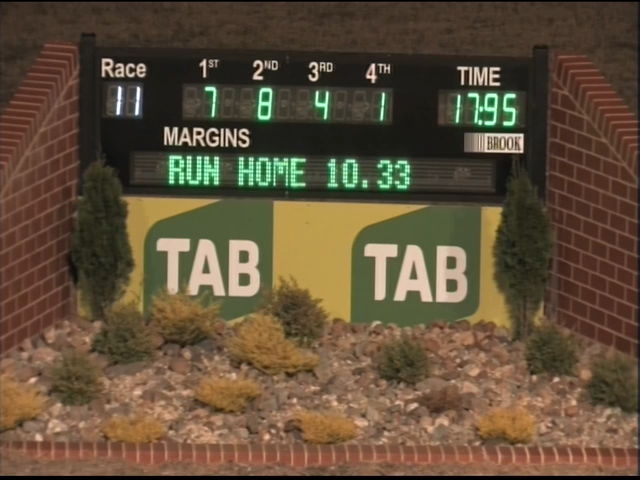 Race 1ST 2ND 3RD 4TH TIME
11 7 8 4 1 17.95
MARGINS BROOK
RUN HOME 10.33
TAB TAB